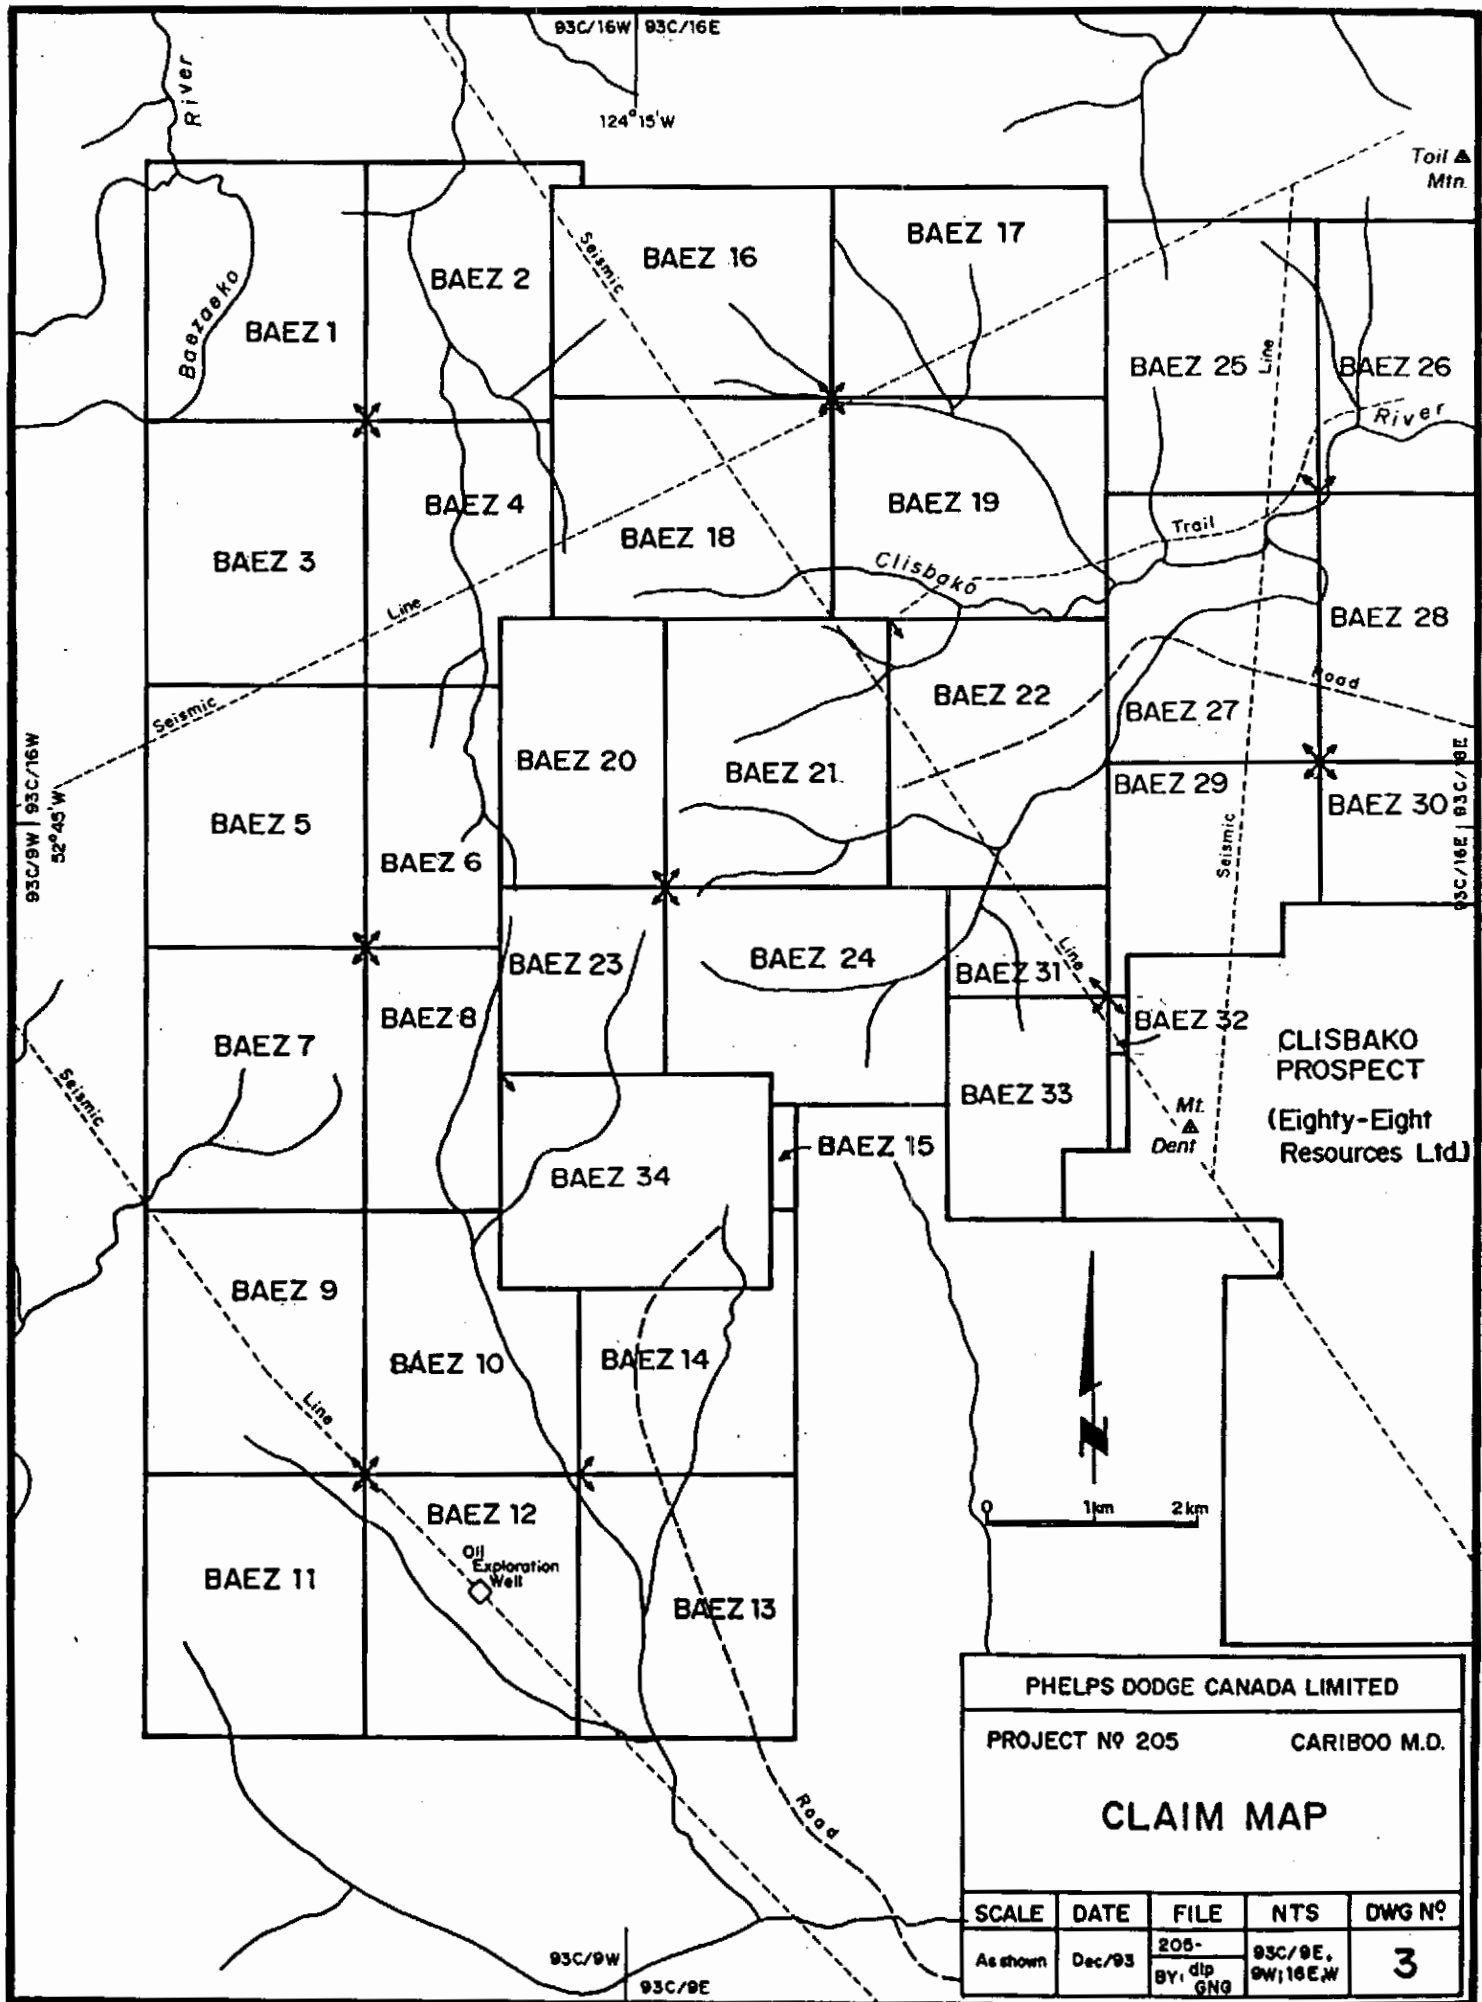 93C/16W 93C/16E
124°15'W
River
Toil
Mtn.
Baezaeko
BAEZ 1
BAEZ 2
Seismic
BAEZ 16
BAEZ 17
BAEZ 25
Line
BAEZ 26
River
BAEZ 3
BAEZ 4
BAEZ 18
BAEZ 19
Trail
Clisbako
Line
Seismic
BAEZ 28
Road
BAEZ 27
BAEZ 22
BAEZ 20
BAEZ 21
BAEZ 29
BAEZ 30
93C/9W | 93C/16W
52°45'W
93C/16E | 93C/16E
Seismic
BAEZ 5
BAEZ 6
BAEZ 23
BAEZ 24
BAEZ 31
Line
BAEZ 32
BAEZ 7
BAEZ 8
Seismic
BAEZ 33
Mt.
Dent
CLISBAKO
PROSPECT
(Eighty-Eight
Resources Ltd.)
BAEZ 15
BAEZ 34
BAEZ 9
BAEZ 10
BAEZ 14
Line
0 1km 2km
BAEZ 11
BAEZ 12
Oil
Exploration
Well
BAEZ 13
Road
93C/9W
93C/9E
PHELPS DODGE CANADA LIMITED
PROJECT Nº 205 CARIBOO M.D.
CLAIM MAP
SCALE DATE FILE NTS DWG Nº
As shown Dec/93 205- 93C/9E, 3
BY: dlp GNG 9W;16E,W